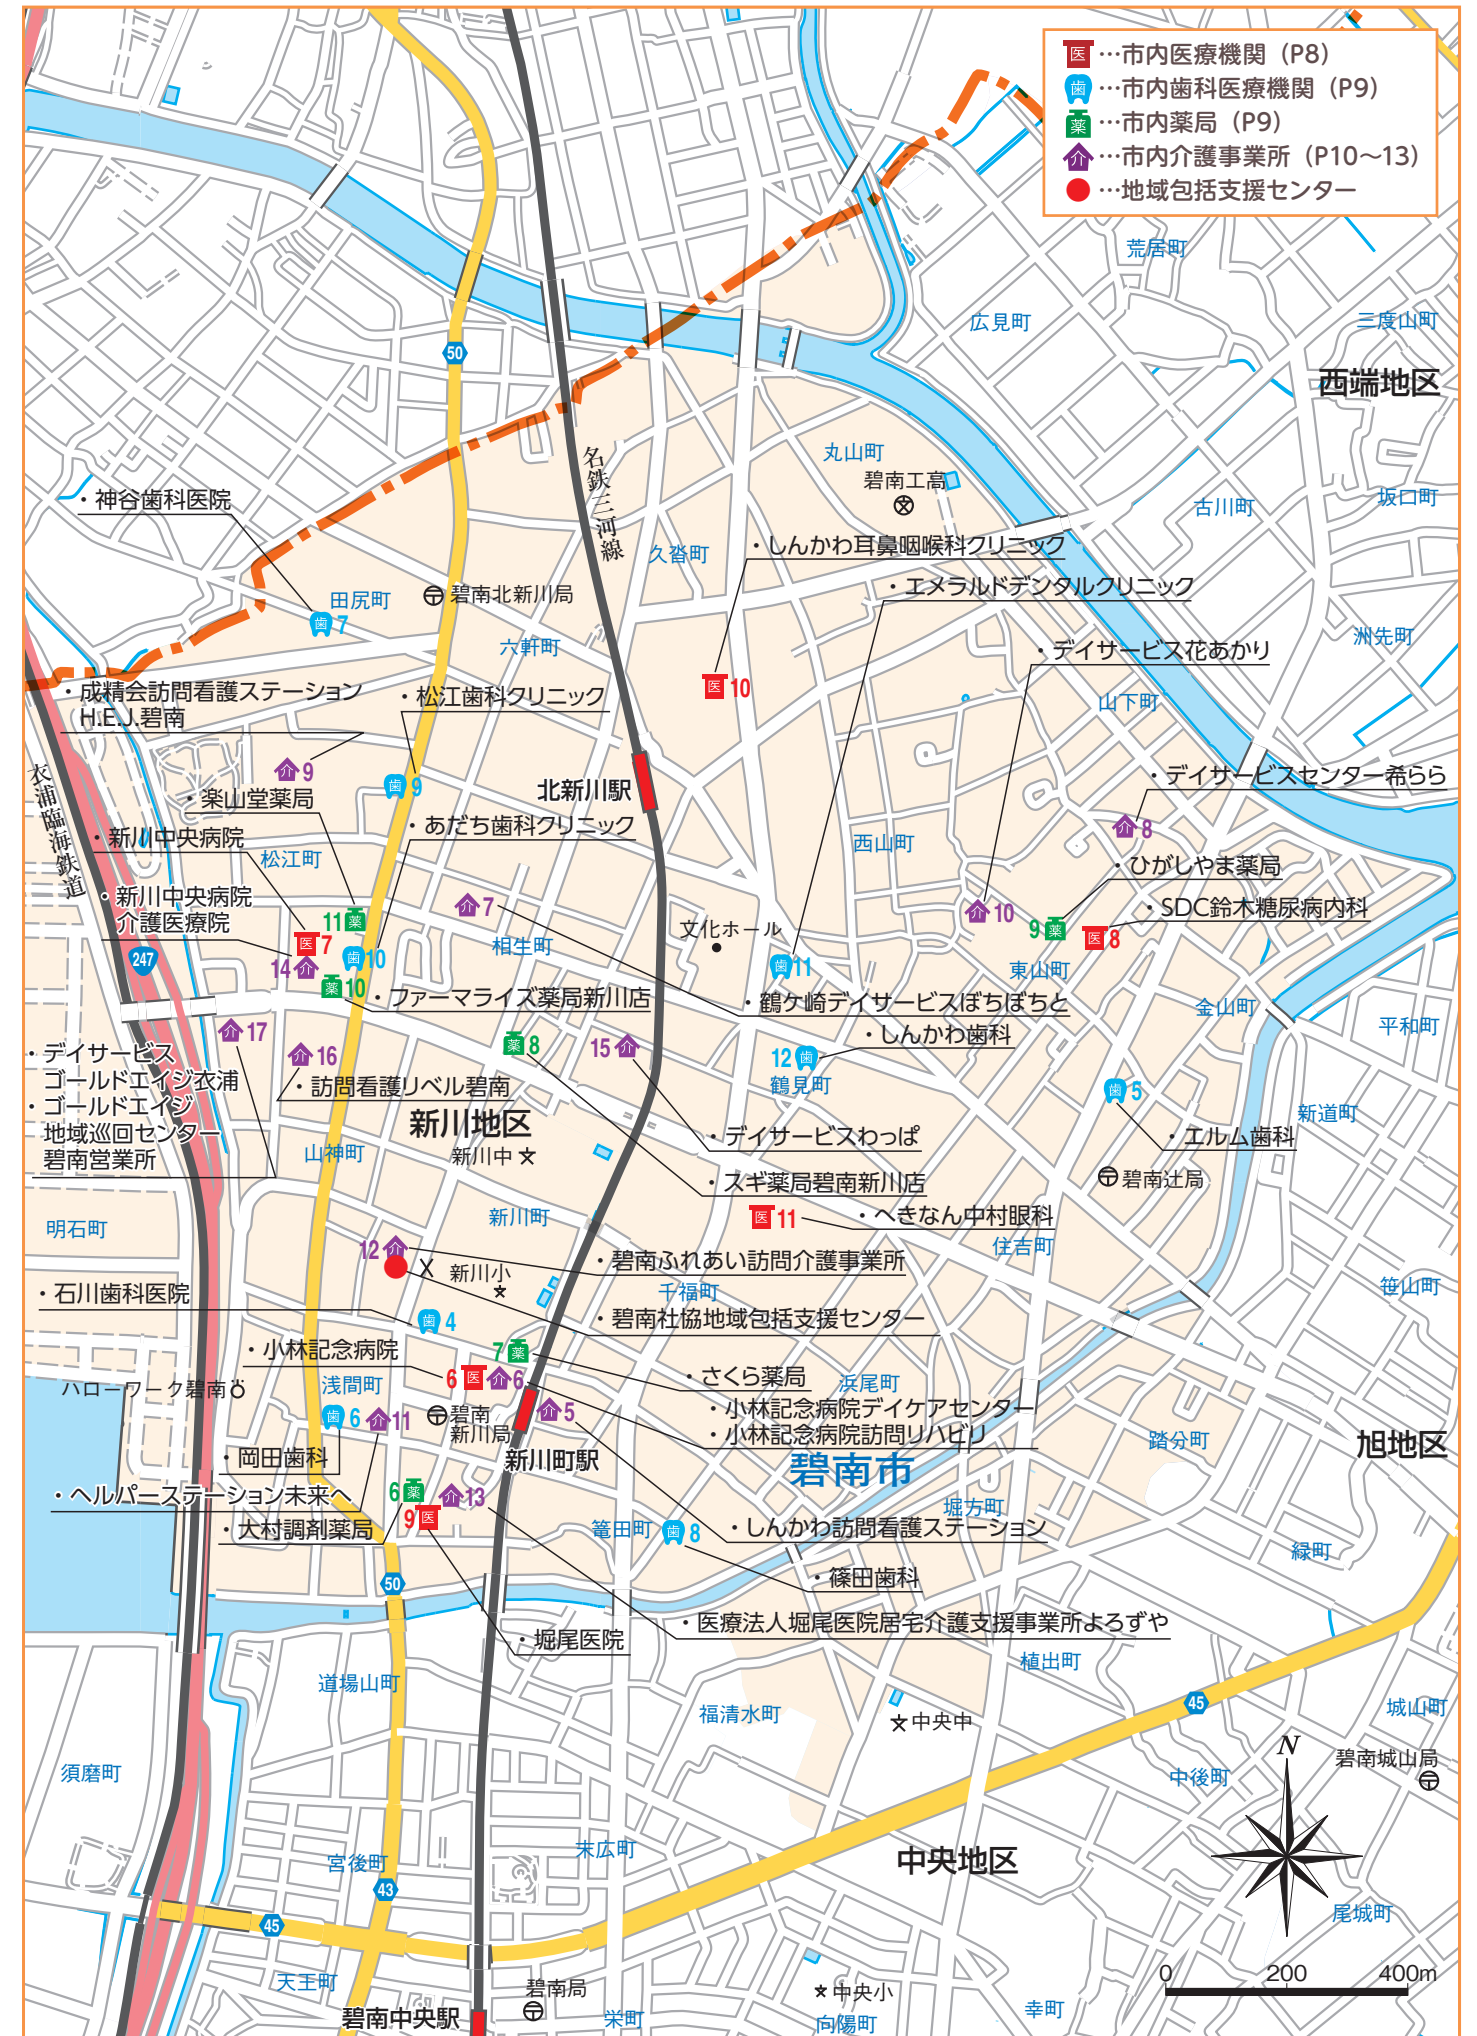 医…市内医療機関（P8）
歯…市内歯科医療機関（P9）
薬…市内薬局（P9）
介…市内介護事業所（P10～13）
…地域包括支援センター
荒居町
広見町
三度山町
西端地区
50
丸山町
碧南工高
名鉄三河線
古川町
坂口町
・神谷歯科医院
久沓町
・しんかわ耳鼻咽喉科クリニック
・エメラルドデンタルクリニック
田尻町
碧南北新川局
歯7
六軒町
洲先町
・デイサービス花あかり
医10
山下町
・成精会訪問看護ステーション
H.E.J.碧南
・松江歯科クリニック
介9
歯9
北新川駅
・デイサービスセンター希らら
衣浦臨海鉄道
・楽山堂薬局
・あだち歯科クリニック
介8
・新川中央病院
松江町
西山町
・ひがしやま薬局
・新川中央病院
介護医療院
11薬
介7
介10
9薬
・SDC鈴木糖尿病内科
医8
文化ホール
医7
相生町
247
14介
歯10
歯11
東山町
薬10
・ファーマライズ薬局新川店
・鶴ケ崎デイサービスぼちぼちと
金山町
平和町
介17
・しんかわ歯科
薬8
15介
12歯
・デイサービス
ゴールドエイジ衣浦
・ゴールドエイジ
地域巡回センター
碧南営業所
介16
・訪問看護リベル碧南
鶴見町
歯5
新道町
新川地区
・デイサービスわっぱ
・エルム歯科
山神町
新川中
碧南辻局
・スギ薬局碧南新川店
明石町
新川町
医11
・へきなん中村眼科
住吉町
12介
・碧南ふれあい訪問介護事業所
新川小
・石川歯科医院
千福町
笹山町
・碧南社協地域包括支援センター
歯4
・小林記念病院
7薬
6医
介6
・さくら薬局
浜尾町
ハローワーク碧南
浅間町
・小林記念病院デイケアセンター
・小林記念病院訪問リハビリ
歯6
介11
碧南
新川局
介5
踏分町
旭地区
・岡田歯科
新川町駅
碧南市
・ヘルパーステーション未来へ
6薬
介13
堀方町
・大村調剤薬局
9医
篭田町
歯8
・しんかわ訪問看護ステーション
緑町
50
・篠田歯科
・堀尾医院
・医療法人堀尾医院居宅介護支援事業所よろずや
植出町
道場山町
45
福清水町
中央中
城山町
須磨町
N
碧南城山局
中後町
末広町
宮後町
中央地区
43
45
尾城町
天王町
碧南局
中央小
0 200 400m
碧南中央駅
栄町
向陽町
幸町